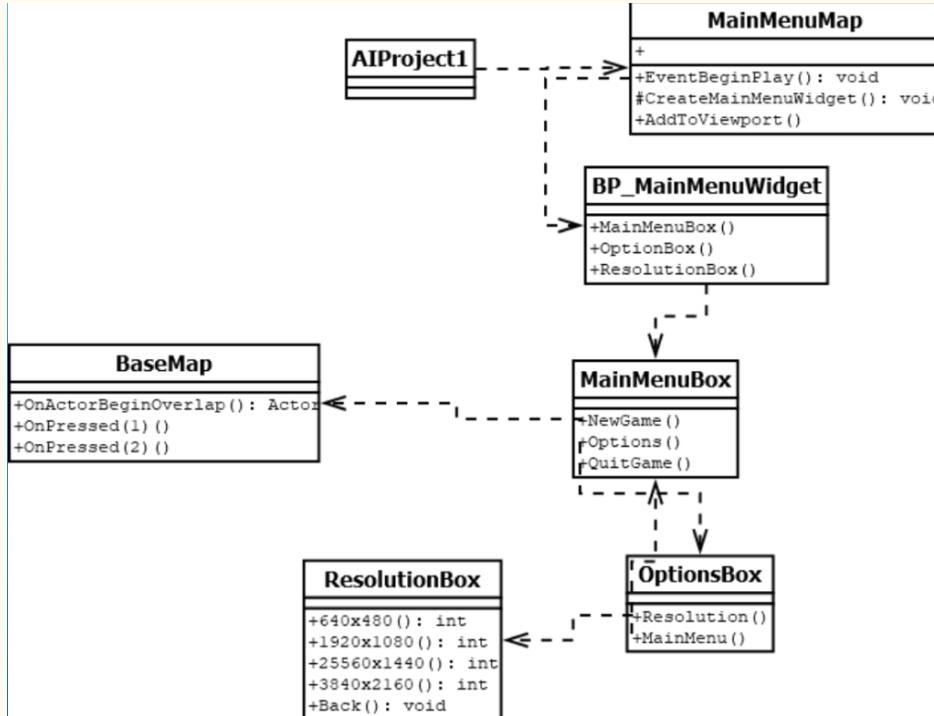 MainMenuMap
+
+EventBeginPlay(): void
#CreateMainMenuWidget(): void
+AddToViewport()
AIProject1
BP_MainMenuWidget
+MainMenuBox()
+OptionBox()
+ResolutionBox()
BaseMap
+OnActorBeginOverlap(): Actor
+OnPressed(1)()
+OnPressed(2)()
MainMenuBox
+NewGame()
+Options()
+QuitGame()
OptionsBox
+Resolution()
+MainMenu()
ResolutionBox
+640x480(): int
+1920x1080(): int
+25560x1440(): int
+3840x2160(): int
+Back(): void